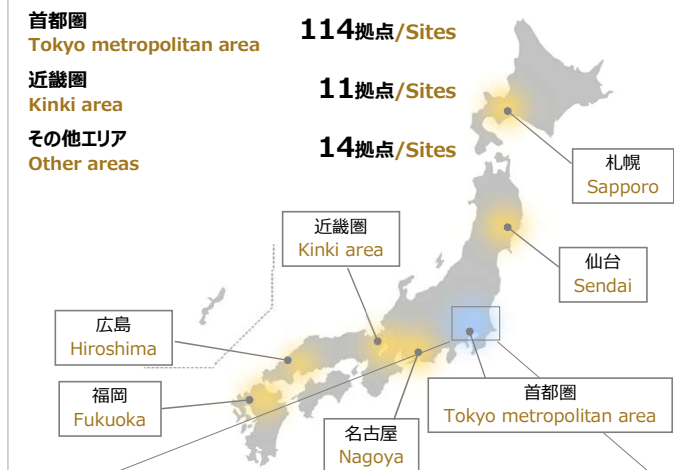 首都圏 114拠点/Sites
Tokyo metropolitan area
近畿圏 11拠点/Sites
Kinki area
その他エリア 14拠点/Sites
Other areas
札幌
Sapporo
近畿圏
Kinki area
仙台
Sendai
広島
Hiroshima
福岡
Fukuoka
首都圏
Tokyo metropolitan area
名古屋
Nagoya